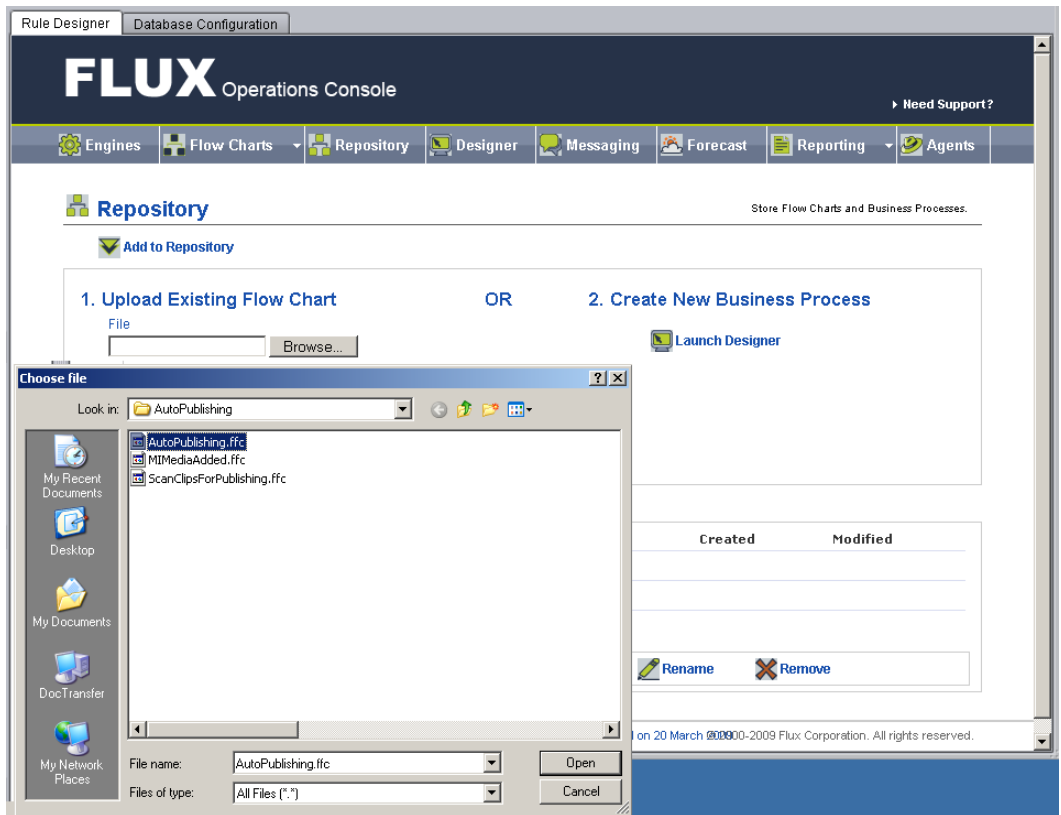 Rule Designer Database Configuration
FLUX Operations Console
Need Support?
Engines Flow Charts Repository Designer Messaging Forecast Reporting Agents
Repository
Store Flow Charts and Business Processes.
Add to Repository
1. Upload Existing Flow Chart OR 2. Create New Business Process
File
Browse...
Launch Designer
Choose file
Look in: AutoPublishing
AutoPublishing.ffc
MIMediaAdded.ffc
ScanClipsForPublishing.ffc
My Recent Documents
Desktop
My Documents
DocTransfer
My Network Places
File name: AutoPublishing.ffc Open
Files of type: All Files (*.*) Cancel
Created Modified
Rename Remove
on 20 March 00-2009 Flux Corporation. All rights reserved.